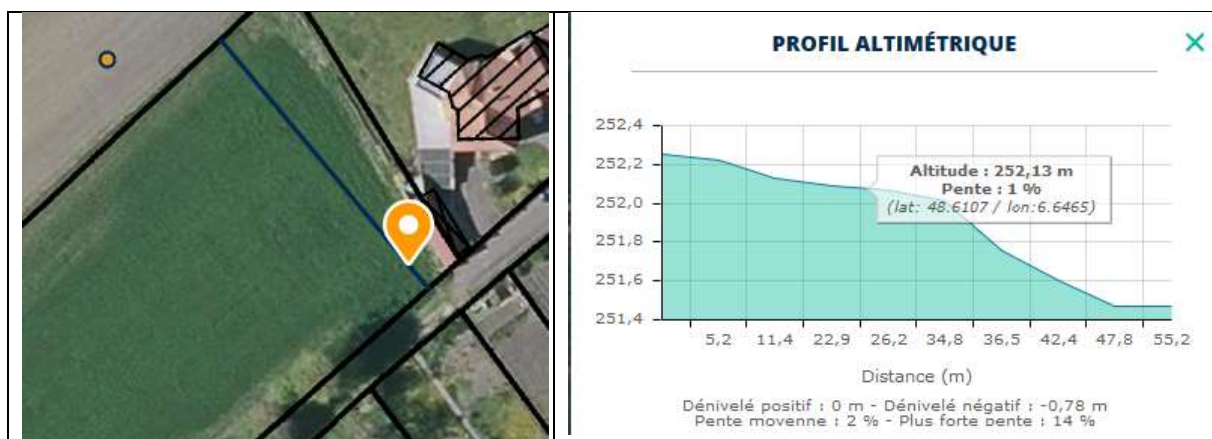 PROFIL ALTIMÉTRIQUE
252,4
252,2
Altitude : 252,13 m
Pente : 1 %
(lat: 48.6107 / lon:6.6465)
252,0
251,8
251,6
251,4
5,2 11,4 22,9 26,2 34,8 36,5 42,4 47,8 55,2
Distance (m)
Dénivelé positif : 0 m - Dénivelé négatif : -0,78 m
Pente moyenne : 2 % - Plus forte pente : 14 %